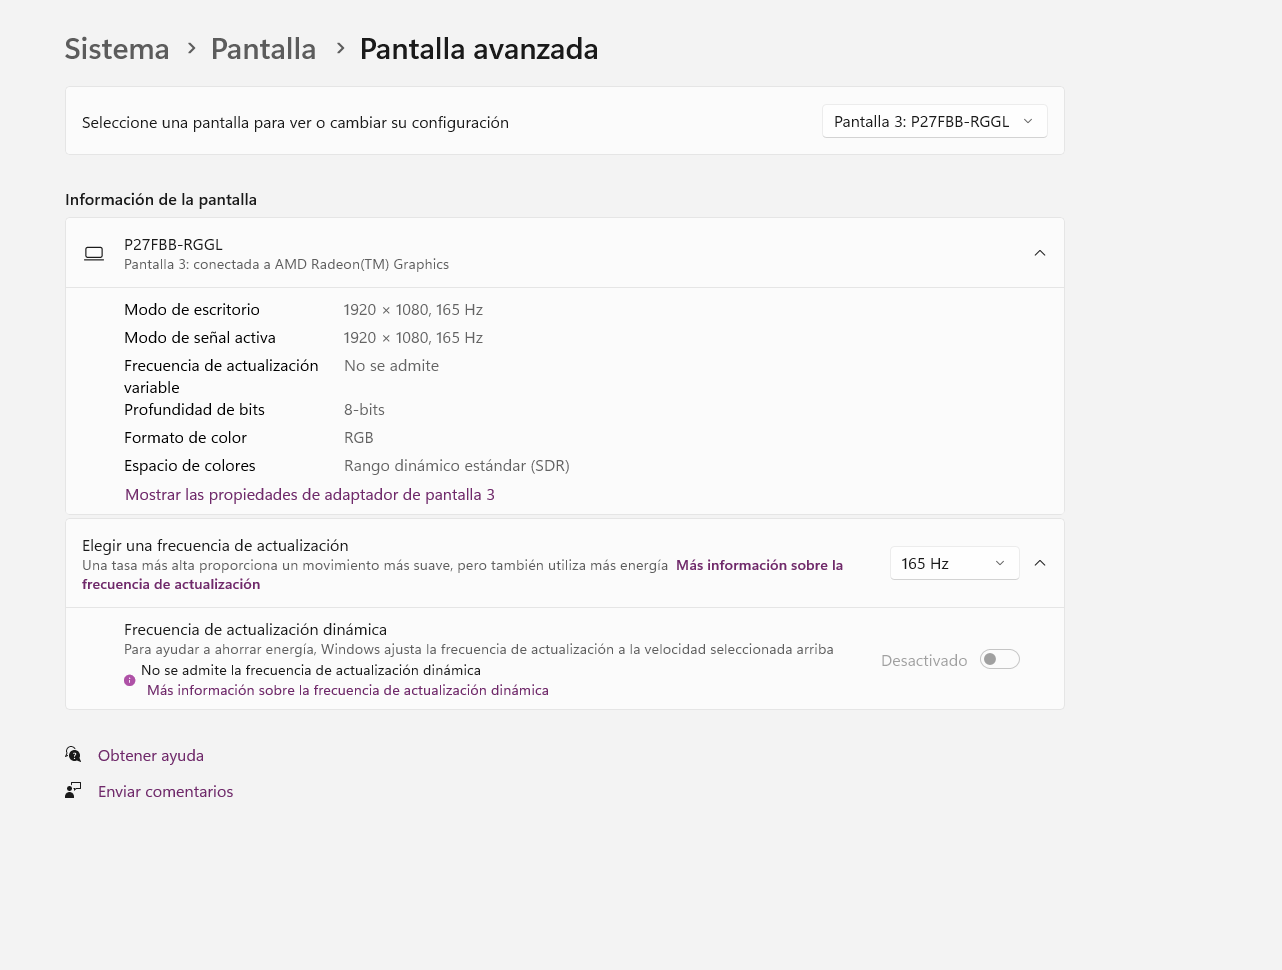 Sistema > Pantalla > Pantalla avanzada
Seleccione una pantalla para ver o cambiar su configuración
Pantalla 3: P27FBB-RGGL
Información de la pantalla
P27FBB-RGGL
Pantalla 3: conectada a AMD Radeon(TM) Graphics
Modo de escritorio 1920 × 1080, 165 Hz
Modo de señal activa 1920 × 1080, 165 Hz
Frecuencia de actualización No se admite
variable
Profundidad de bits 8-bits
Formato de color RGB
Espacio de colores Rango dinámico estándar (SDR)
Mostrar las propiedades de adaptador de pantalla 3
Elegir una frecuencia de actualización
Una tasa más alta proporciona un movimiento más suave, pero también utiliza más energía Más información sobre la
frecuencia de actualización
165 Hz
Frecuencia de actualización dinámica
Para ayudar a ahorrar energía, Windows ajusta la frecuencia de actualización a la velocidad seleccionada arriba
No se admite la frecuencia de actualización dinámica
Más información sobre la frecuencia de actualización dinámica
Desactivado
Obtener ayuda
Enviar comentarios